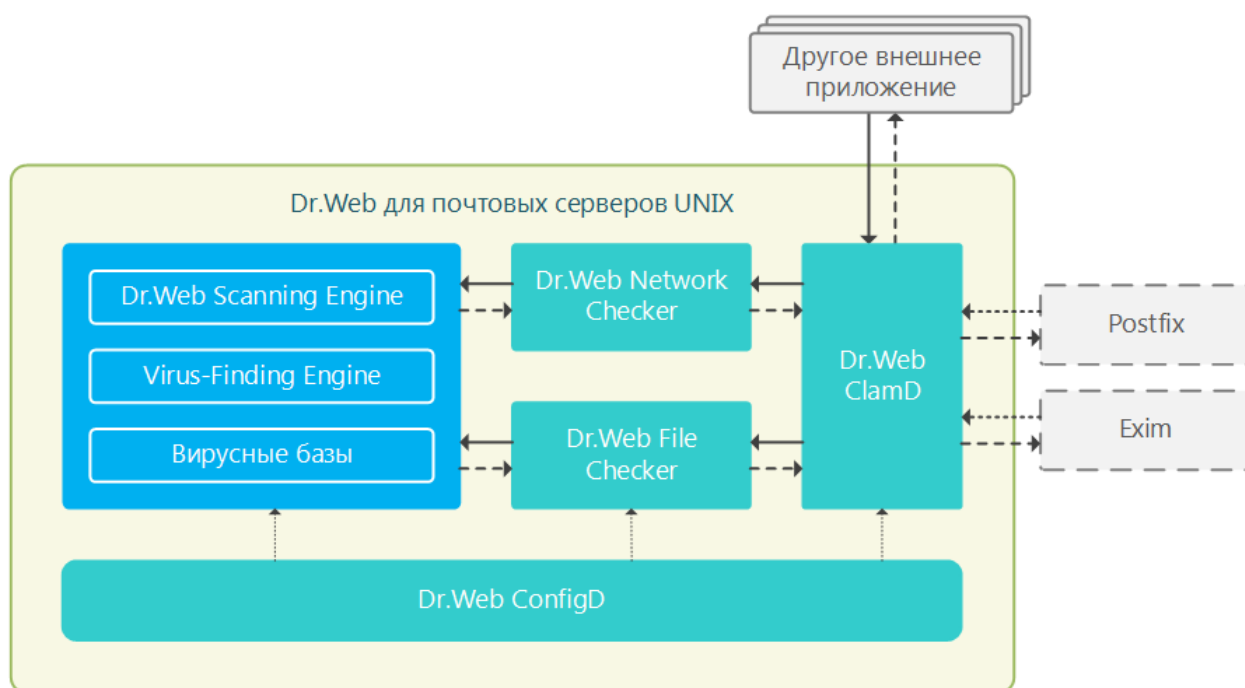 Другое внешнее
приложение
Dr.Web для почтовых серверов UNIX
Dr.Web Scanning Engine
Virus-Finding Engine
Вирусные базы
Dr.Web Network
Checker
Dr.Web File
Checker
Dr.Web
ClamD
Postfix
Exim
Dr.Web ConfigD